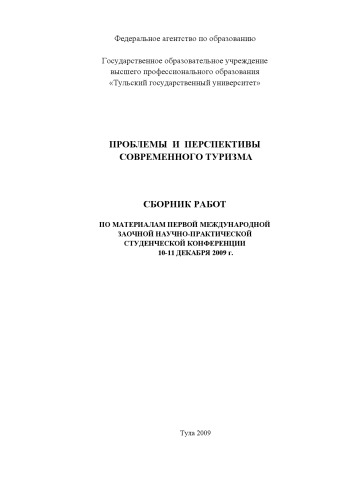 Федеральное агентство по образованию
Государственное образовательное учреждение
высшего профессионального образования
«Тульский государственный университет»
ПРОБЛЕМЫ И ПЕРСПЕКТИВЫ
СОВРЕМЕННОГО ТУРИЗМА
СБОРНИК РАБОТ
ПО МАТЕРИАЛАМ ПЕРВОЙ МЕЖДУНАРОДНОЙ
ЗАОЧНОЙ НАУЧНО-ПРАКТИЧЕСКОЙ
СТУДЕНЧЕСКОЙ КОНФЕРЕНЦИИ
10-11 ДЕКАБРЯ 2009 г.
Тула 2009